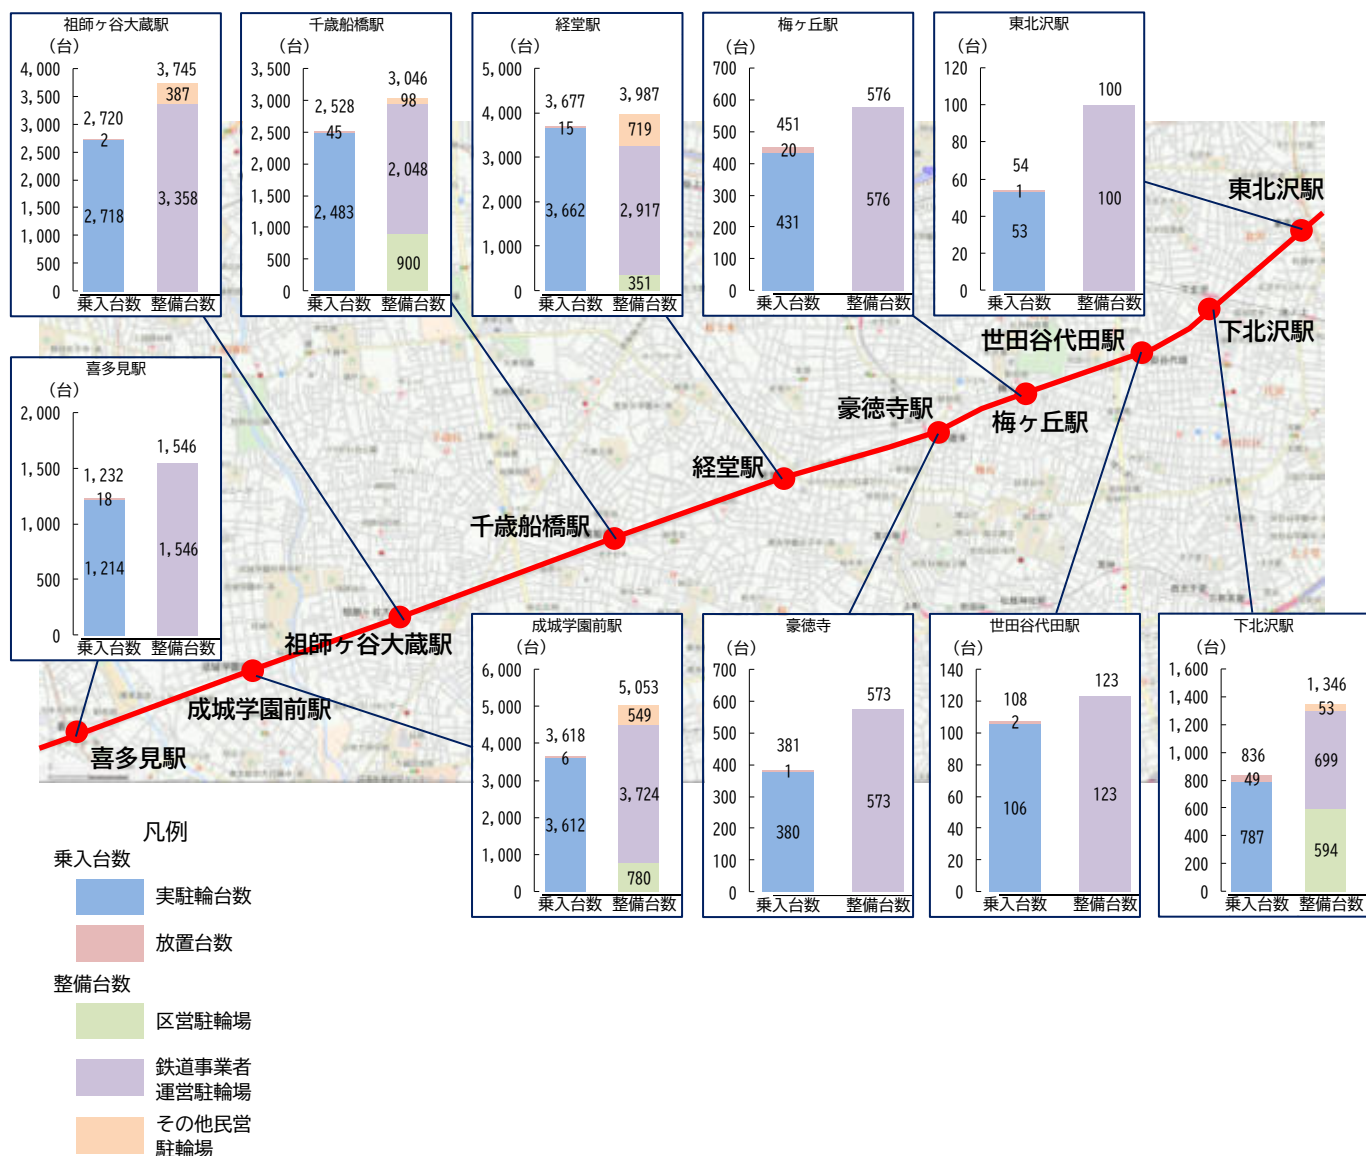 祖師ヶ谷大蔵駅
（台）
4,000
3,500
3,000
2,500
2,000
1,500
1,000
500
0
2,720
2
2,718
3,745
387
3,358
乗入台数 整備台数
千歳船橋駅
（台）
3,500
3,000
2,500
2,000
1,500
1,000
500
0
2,528
45
2,483
3,046
98
2,048
900
乗入台数 整備台数
経堂駅
（台）
5,000
4,000
3,000
2,000
1,000
0
3,677
15
3,662
3,987
719
2,917
351
乗入台数 整備台数
梅ヶ丘駅
（台）
700
600
500
400
300
200
100
0
451
20
431
576
576
乗入台数 整備台数
東北沢駅
（台）
120
100
80
60
40
20
0
54
1
53
100
100
乗入台数 整備台数
喜多見駅
（台）
2,000
1,500
1,000
500
0
1,232
18
1,214
1,546
1,546
乗入台数 整備台数
東北沢駅
下北沢駅
世田谷代田駅
梅ヶ丘駅
豪徳寺駅
経堂駅
千歳船橋駅
祖師ヶ谷大蔵駅
成城学園前駅
喜多見駅
成城学園前駅
（台）
6,000
5,000
4,000
3,000
2,000
1,000
0
3,618
6
3,612
5,053
549
3,724
780
乗入台数 整備台数
豪徳寺
（台）
700
600
500
400
300
200
100
0
381
1
380
573
573
乗入台数 整備台数
世田谷代田駅
（台）
140
120
100
80
60
40
20
0
108
2
106
123
123
乗入台数 整備台数
下北沢駅
（台）
1,600
1,400
1,200
1,000
800
600
400
200
0
836
49
787
1,346
53
699
594
乗入台数 整備台数
凡例
乗入台数
実駐輪台数
放置台数
整備台数
区営駐輪場
鉄道事業者
運営駐輪場
その他民営
駐輪場